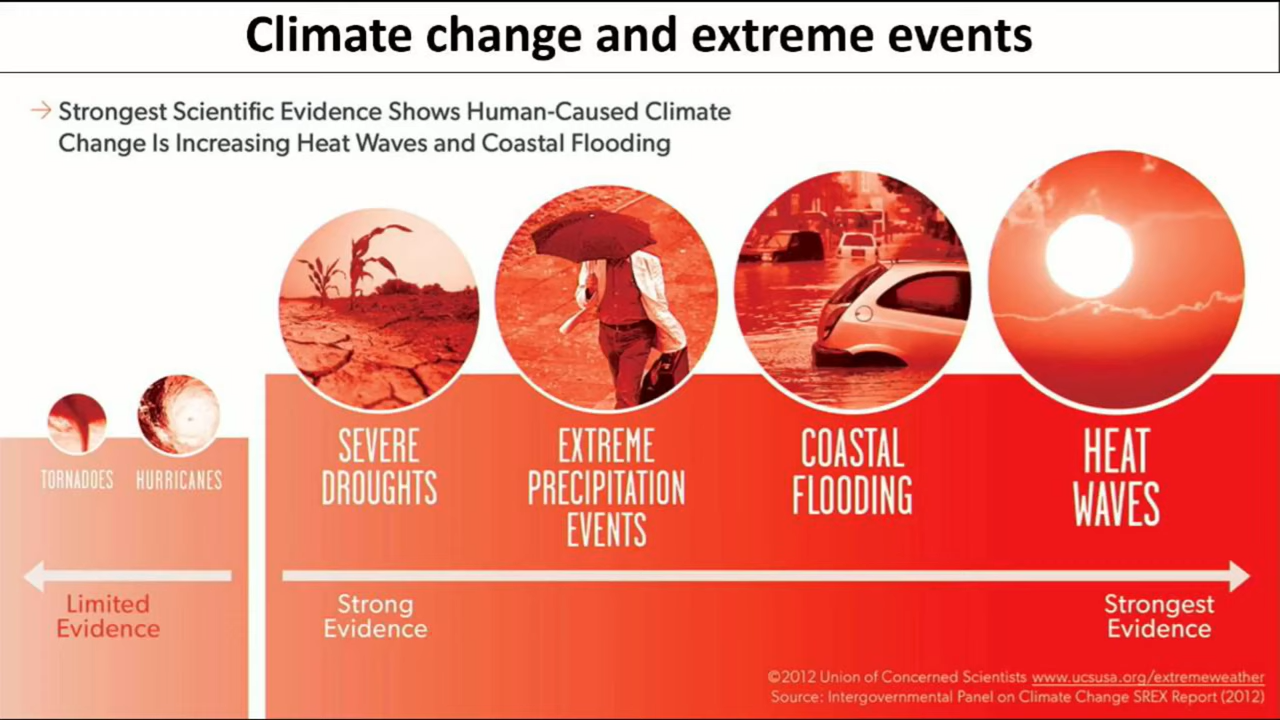 Climate change and extreme events
→ Strongest Scientific Evidence Shows Human-Caused Climate
Change Is Increasing Heat Waves and Coastal Flooding
TORNADOES
HURRICANES
SEVERE
DROUGHTS
EXTREME
PRECIPITATION
EVENTS
COASTAL
FLOODING
HEAT
WAVES
Limited
Evidence
Strong
Evidence
Strongest
Evidence
©2012 Union of Concerned Scientists www.ucsusa.org/extremeweather
Source: Intergovernmental Panel on Climate Change SREX Report (2012)